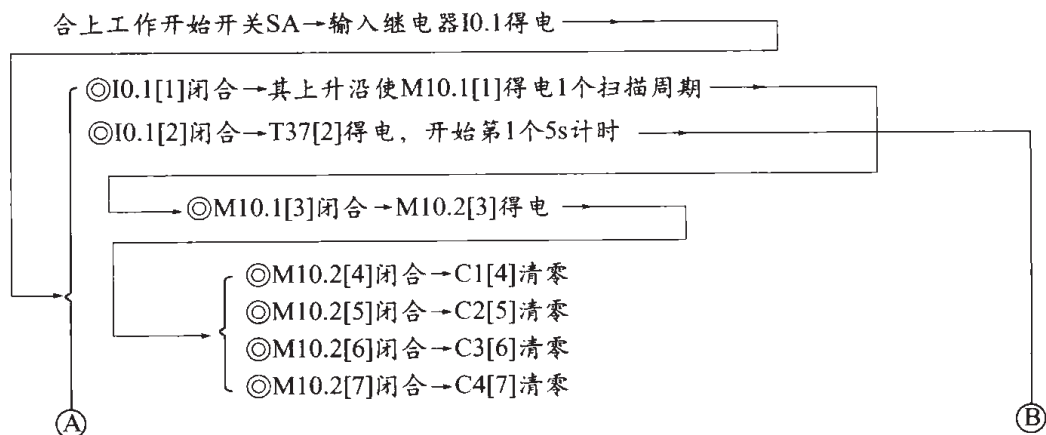 合上工作开始开关SA→输入继电器I0.1得电
◎I0.1[1]闭合→其上升沿使M10.1[1]得电1个扫描周期
◎I0.1[2]闭合→T37[2]得电，开始第1个5s计时
◎M10.1[3]闭合→M10.2[3]得电
◎M10.2[4]闭合→C1[4]清零
◎M10.2[5]闭合→C2[5]清零
◎M10.2[6]闭合→C3[6]清零
◎M10.2[7]闭合→C4[7]清零
A B